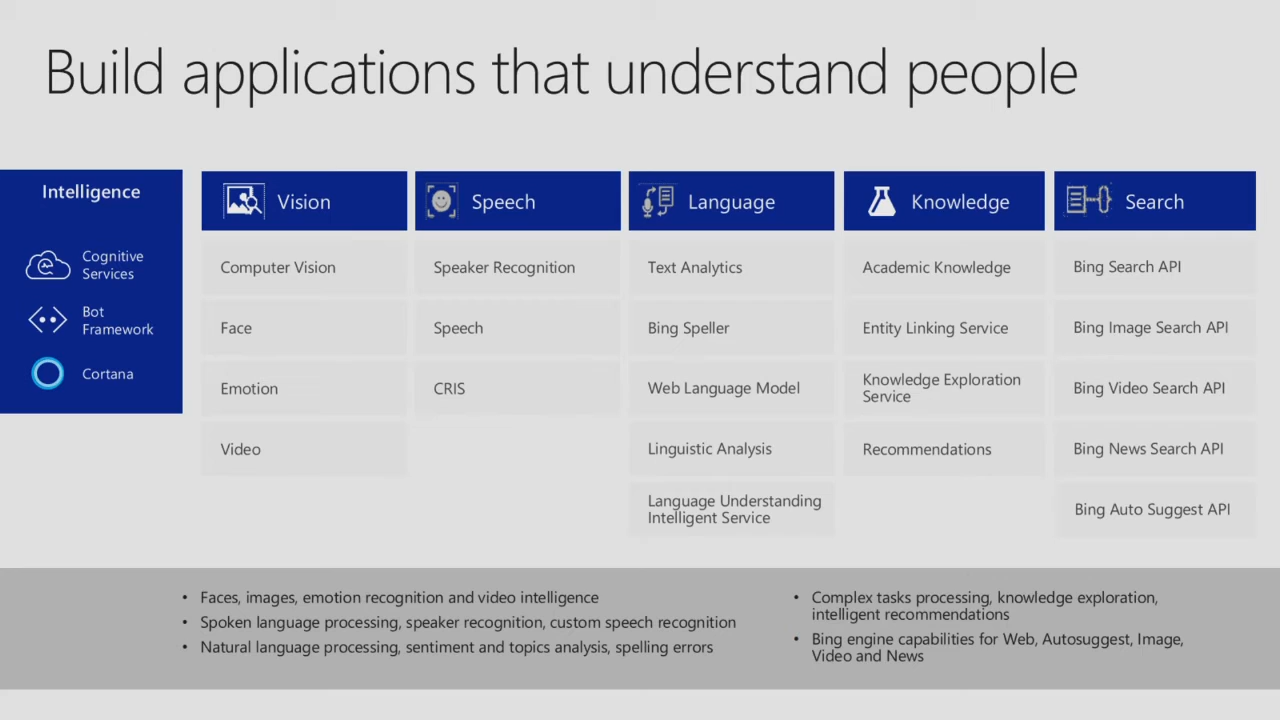 Build applications that understand people
Intelligence
Cognitive
Services
Bot
Framework
Cortana
Vision
Computer Vision
Face
Emotion
Video
Speech
Speaker Recognition
Speech
CRIS
Language
Text Analytics
Bing Speller
Web Language Model
Linguistic Analysis
Language Understanding
Intelligent Service
Knowledge
Academic Knowledge
Entity Linking Service
Knowledge Exploration
Service
Recommendations
Search
Bing Search API
Bing Image Search API
Bing Video Search API
Bing News Search API
Bing Auto Suggest API
• Faces, images, emotion recognition and video intelligence
• Spoken language processing, speaker recognition, custom speech recognition
• Natural language processing, sentiment and topics analysis, spelling errors
• Complex tasks processing, knowledge exploration,
intelligent recommendations
• Bing engine capabilities for Web, Autosuggest, Image,
Video and News